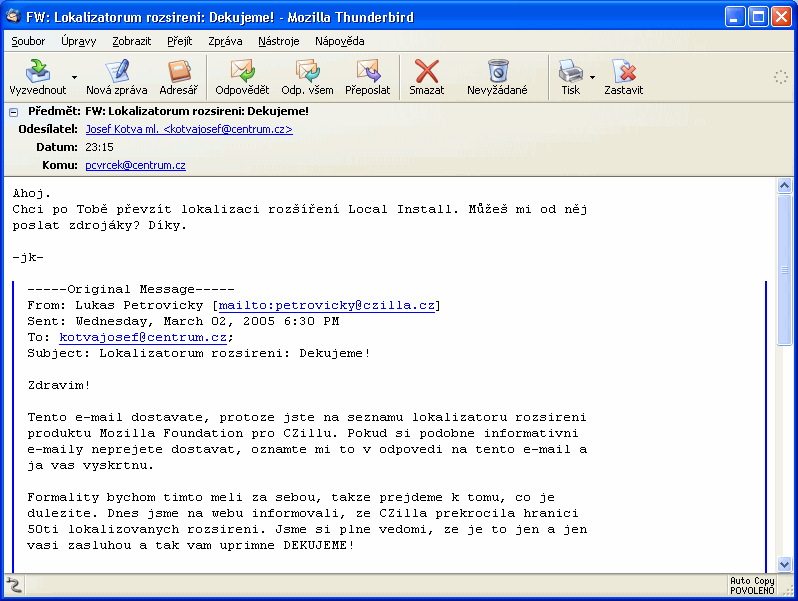 FW: Lokalizatorum rozsireni: Dekujeme! - Mozilla Thunderbird
Soubor Úpravy Zobrazit Přejít Zpráva Nástroje Nápověda
Vyzvednout Nová zpráva Adresář Odpovědět Odp. všem Přeposlat Smazat Nevyžádané Tisk Zastavit
Předmět: FW: Lokalizatorum rozsireni: Dekujeme!
Odesílatel: Josef Kotva ml. <kotvajosef@centrum.cz>
Datum: 23:15
Komu: pcvrcek@centrum.cz
Ahoj.
Chci po Tobě převzít lokalizaci rozšíření Local Install. Můžeš mi od něj
poslat zdrojáky? Díky.
-jk-
-----Original Message-----
From: Lukas Petrovicky [mailto:petrovicky@czilla.cz]
Sent: Wednesday, March 02, 2005 6:30 PM
To: kotvajosef@centrum.cz;
Subject: Lokalizatorum rozsireni: Dekujeme!
Zdravim!
Tento e-mail dostavate, protoze jste na seznamu lokalizatoru rozsireni
produktu Mozilla Foundation pro CZillu. Pokud si podobne informativni
e-maily neprejete dostavat, oznamte mi to v odpovedi na tento e-mail a
ja vas vyskrtnu.
Formality bychom timto meli za sebou, takze prejdeme k tomu, co je
dulezite. Dnes jsme na webu informovali, ze CZilla prekrocila hranici
50ti lokalizovanych rozsireni. Jsme si plne vedomi, ze je to jen a jen
vasi zasluhou a tak vam uprimne DEKUJEME!
Auto Copy
POVOLENO